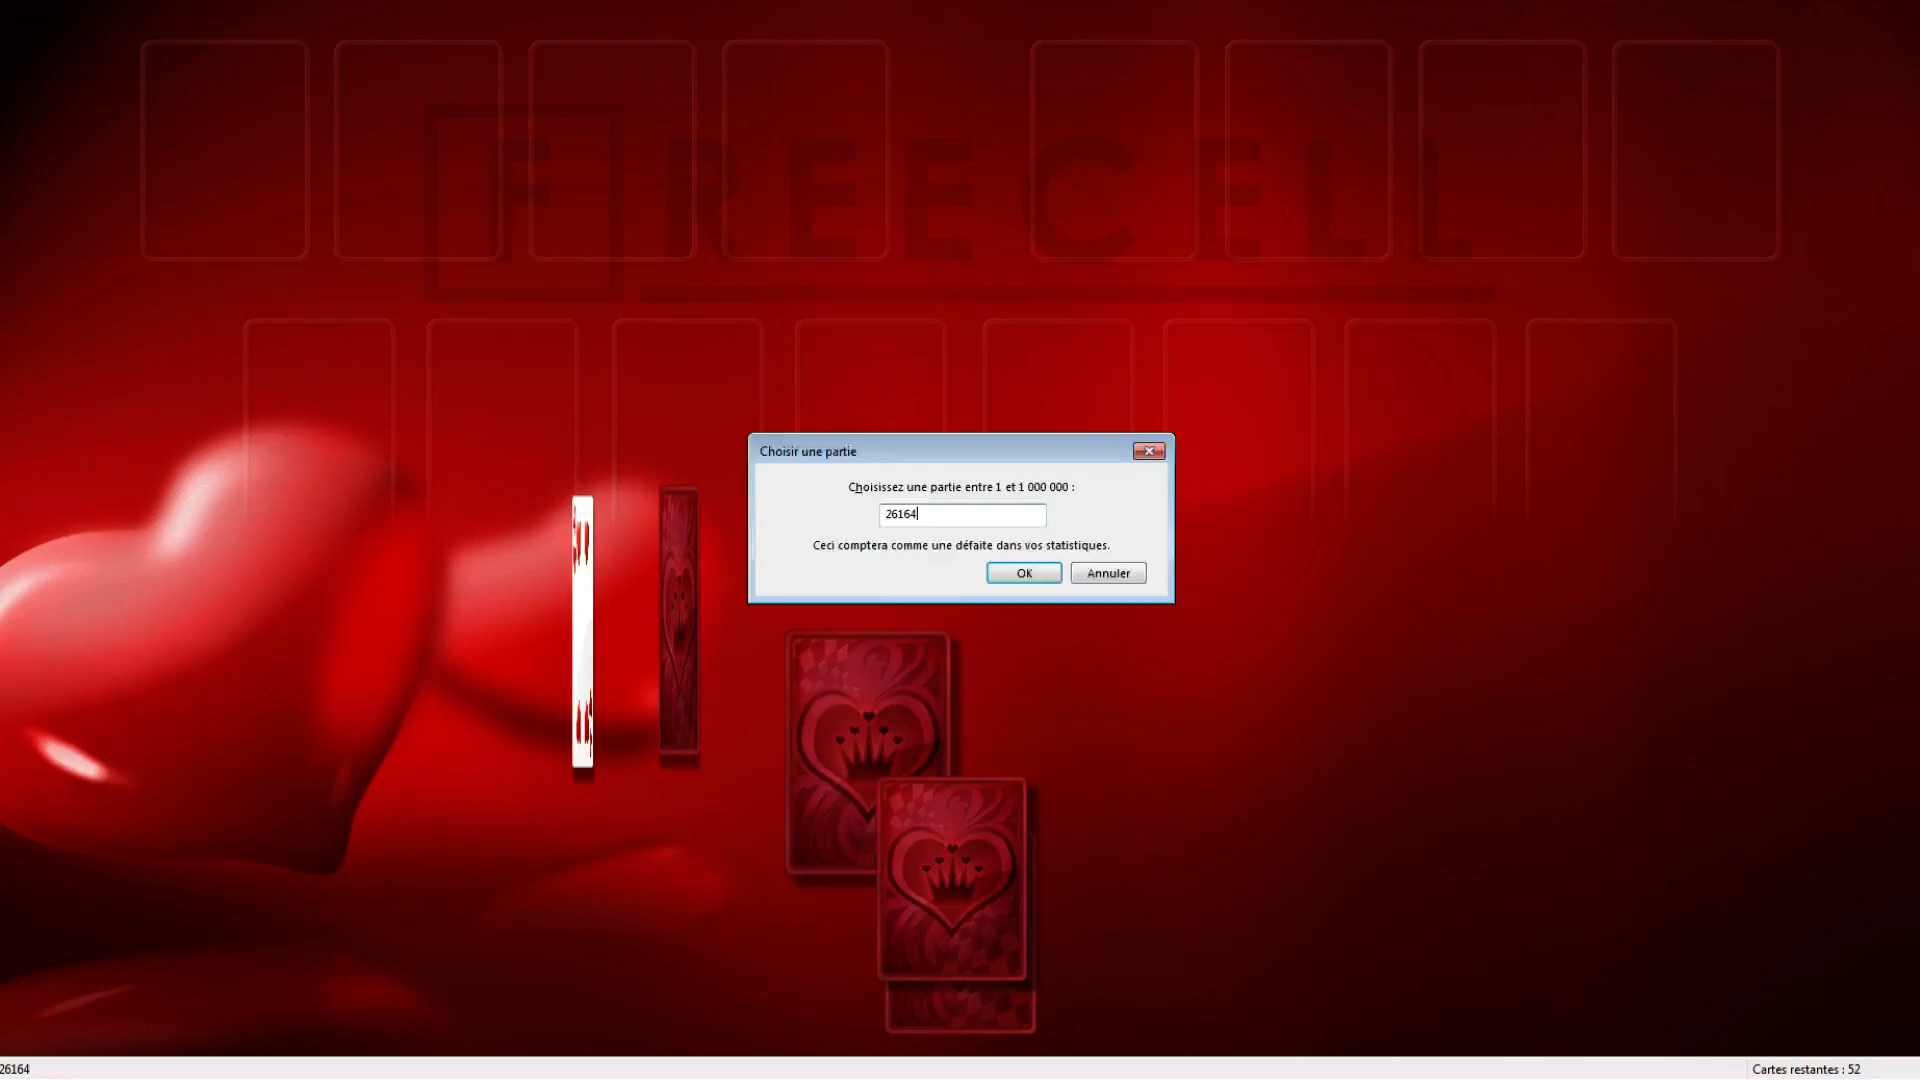 FREECELL
Choisir une partie
Choisissez une partie entre 1 et 1 000 000 :
26164
Ceci comptera comme une défaite dans vos statistiques.
OK
Annuler
26164
Cartes restantes : 52